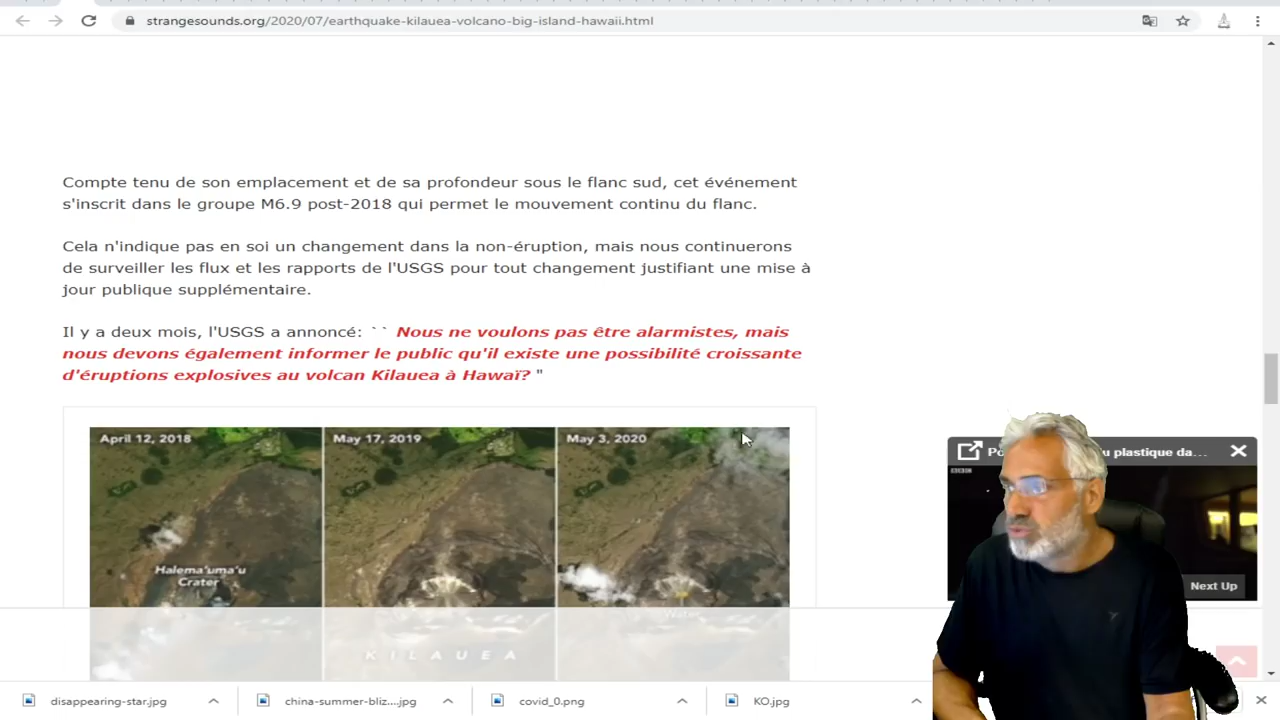 strangesounds.org/2020/07/earthquake-kilauea-volcano-big-island-hawaii.html
Compte tenu de son emplacement et de sa profondeur sous le flanc sud, cet événement
s'inscrit dans le groupe M6.9 post-2018 qui permet le mouvement continu du flanc.
Cela n'indique pas en soi un changement dans la non-éruption, mais nous continuerons
de surveiller les flux et les rapports de l'USGS pour tout changement justifiant une mise à
jour publique supplémentaire.
Il y a deux mois, l'USGS a annoncé: `` Nous ne voulons pas être alarmistes, mais
nous devons également informer le public qu'il existe une possibilité croissante
d'éruptions explosives au volcan Kilauea à Hawaï? "
April 12, 2018
May 17, 2019
May 3, 2020
Halema'uma'u
Crater
Water
KILAUEA
plastique da...
BBC
Next Up
disappearing-star.jpg
china-summer-bliz....jpg
covid_0.png
KO.jpg